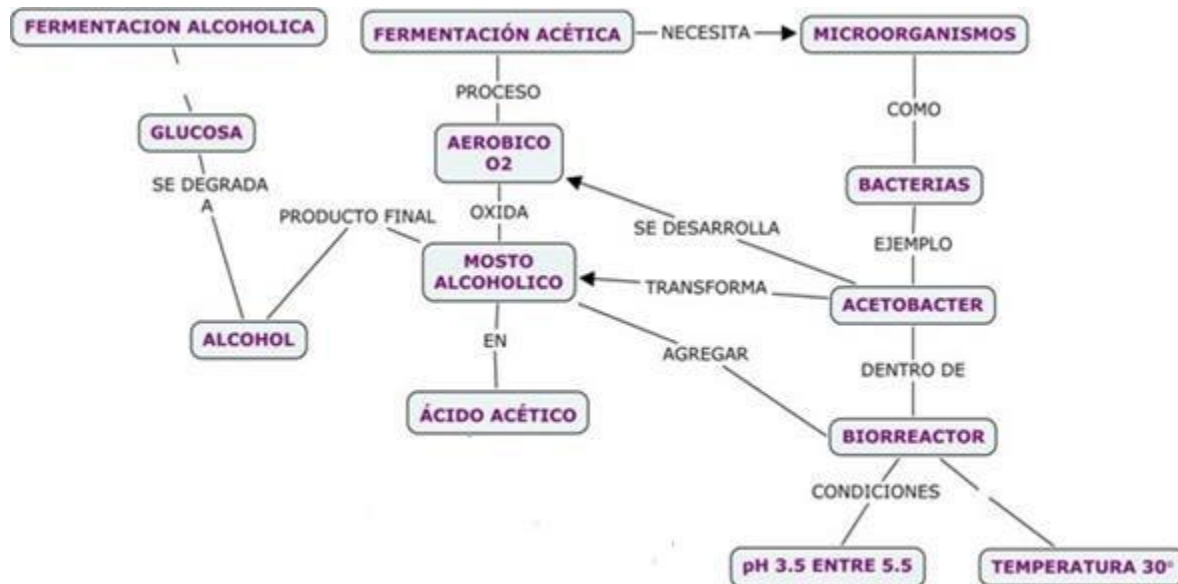 FERMENTACION ALCOHOLICA
FERMENTACIÓN ACÉTICA
NECESITA
MICROORGANISMOS
PROCESO
COMO
GLUCOSA
AEROBICO
O2
SE DEGRADA
A
BACTERIAS
PRODUCTO FINAL
OXIDA
SE DESARROLLA
EJEMPLO
MOSTO
ALCOHOLICO
TRANSFORMA
ACETOBACTER
ALCOHOL
EN
AGREGAR
DENTRO DE
ÁCIDO ACÉTICO
BIORREACTOR
CONDICIONES
pH 3.5 ENTRE 5.5
TEMPERATURA 30°